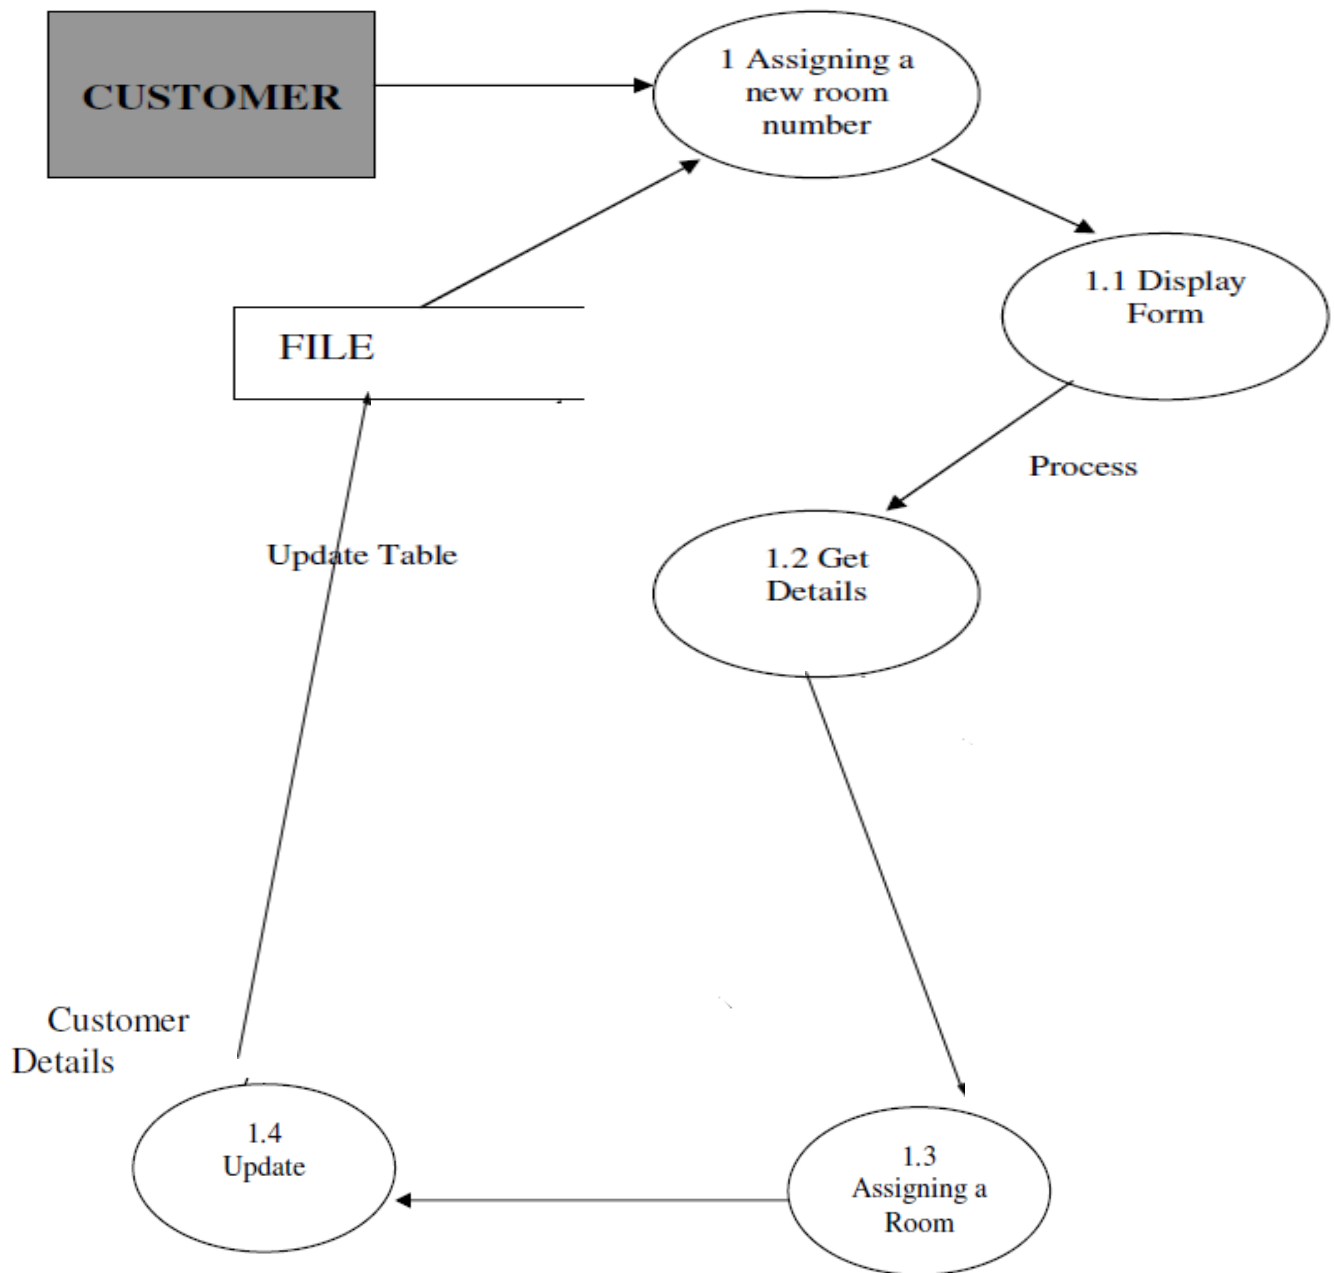 CUSTOMER
1 Assigning a
new room
number
1.1 Display
Form
FILE
Process
1.2 Get
Details
Update Table
Customer
Details
1.4
Update
1.3
Assigning a
Room